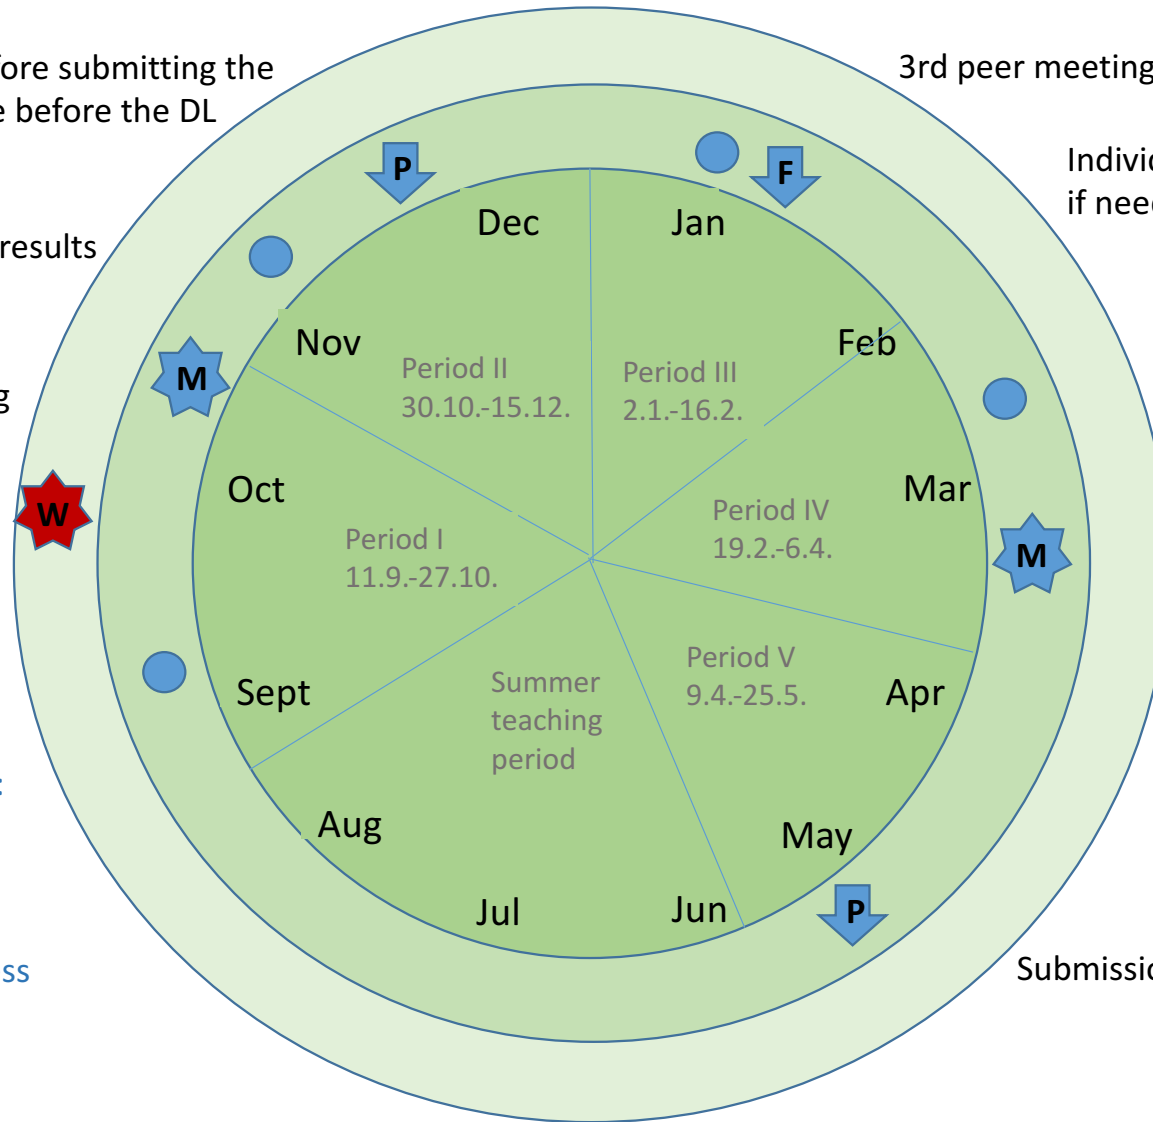 fore submitting the
e before the DL
3rd peer meeting
Individ
if need
results
g
:
ss
Submissio
P
F
M
W
M
P
Dec
Jan
Nov
Feb
Oct
Mar
Sept
Apr
Aug
May
Jul
Jun
Period II
30.10.-15.12.
Period III
2.1.-16.2.
Period I
11.9.-27.10.
Period IV
19.2.-6.4.
Period V
9.4.-25.5.
Summer
teaching
period